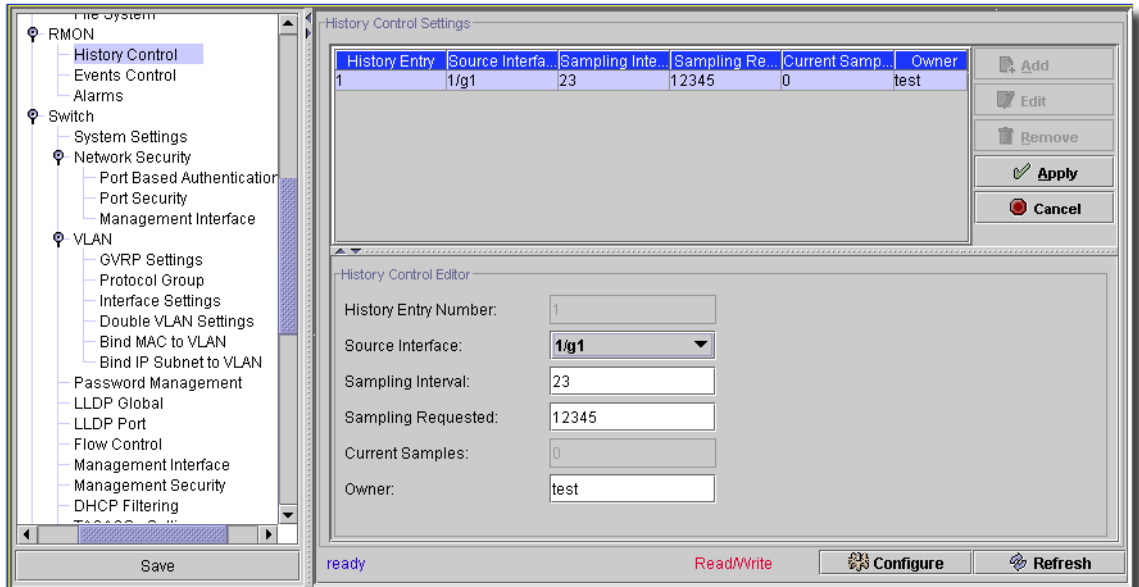 File System
RMON
History Control
Events Control
Alarms
Switch
System Settings
Network Security
Port Based Authentication
Port Security
Management Interface
VLAN
GVRP Settings
Protocol Group
Interface Settings
Double VLAN Settings
Bind MAC to VLAN
Bind IP Subnet to VLAN
Password Management
LLDP Global
LLDP Port
Flow Control
Management Interface
Management Security
DHCP Filtering
Save
History Control Settings
History Entry Source Interfa... Sampling Inte... Sampling Re... Current Samp... Owner
1 1/g1 23 12345 0 test
Add
Edit
Remove
Apply
Cancel
History Control Editor
History Entry Number: 1
Source Interface: 1/g1
Sampling Interval: 23
Sampling Requested: 12345
Current Samples: 0
Owner: test
ready Read/Write Configure Refresh